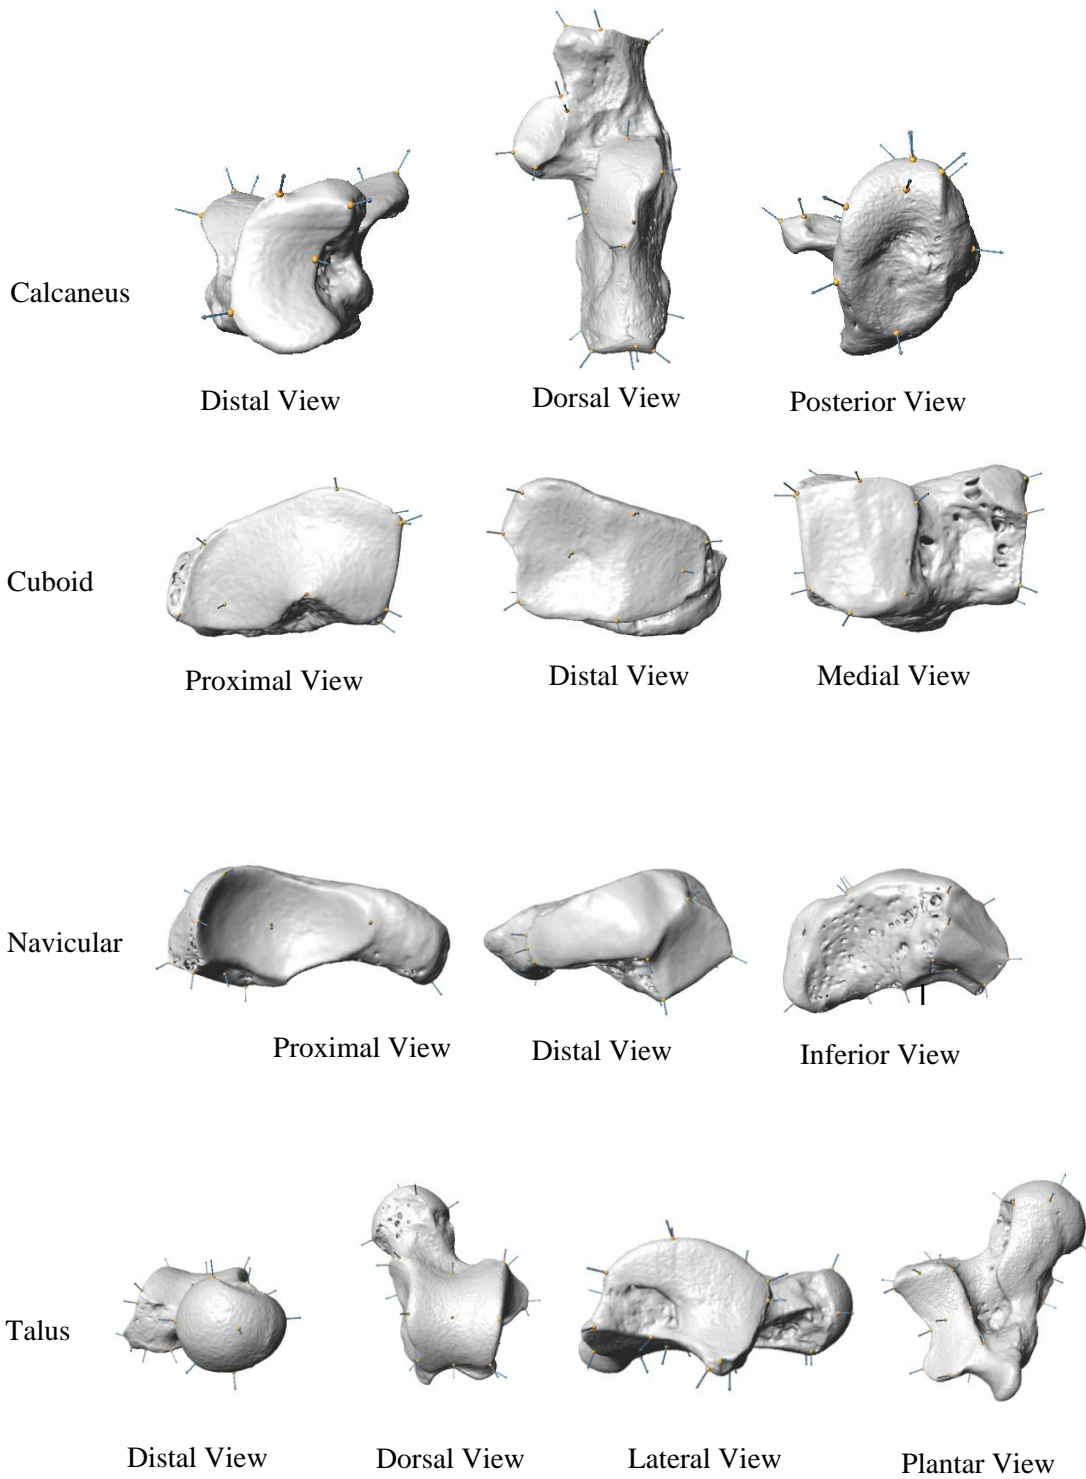 Calcaneus
Distal View
Dorsal View
Posterior View
Cuboid
Proximal View
Distal View
Medial View
Navicular
Proximal View
Distal View
Inferior View
Talus
Distal View
Dorsal View
Lateral View
Plantar View